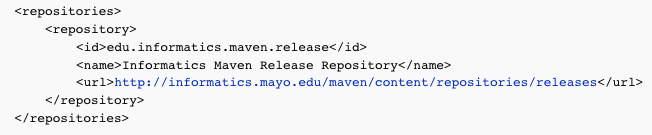 <repositories>
<repository>
<id>edu.informatics.maven.release</id>
<name>Informatics Maven Release Repository</name>
<url>http://informatics.mayo.edu/maven/content/repositories/releases</url>
</repository>
</repositories>